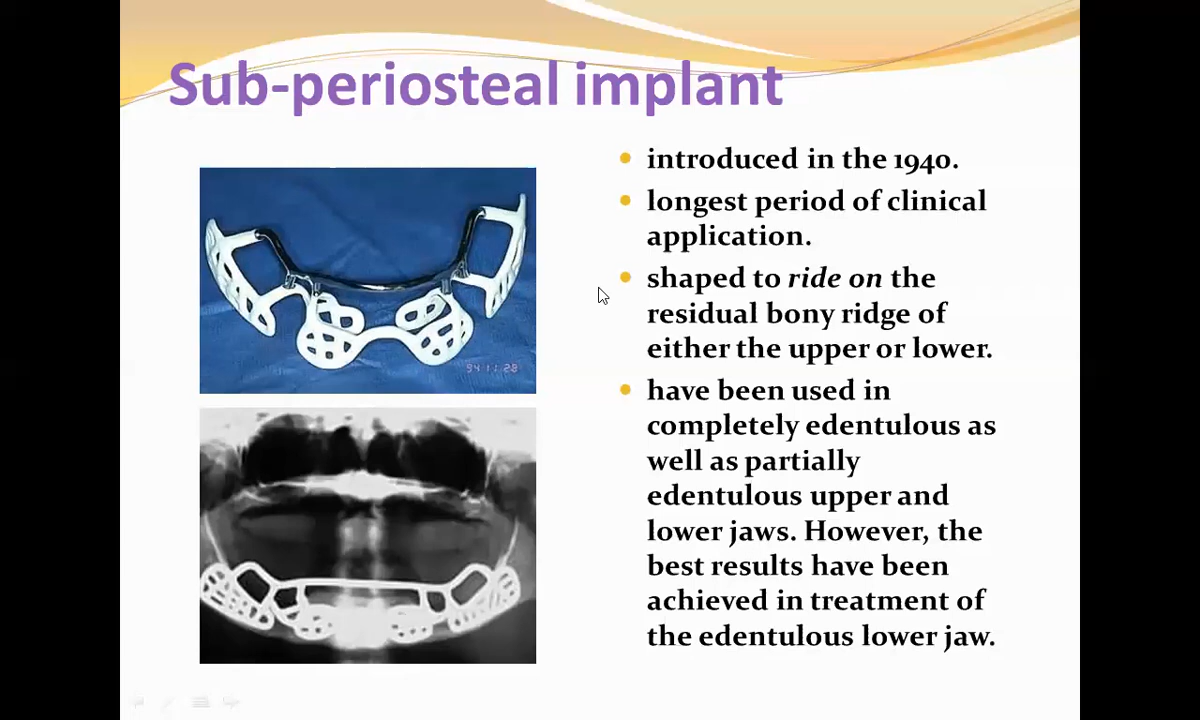 Sub-periosteal implant
introduced in the 1940.
longest period of clinical
application.
shaped to ride on the
residual bony ridge of
either the upper or lower.
have been used in
completely edentulous as
well as partially
edentulous upper and
lower jaws. However, the
best results have been
achieved in treatment of
the edentulous lower jaw.
94 11 28